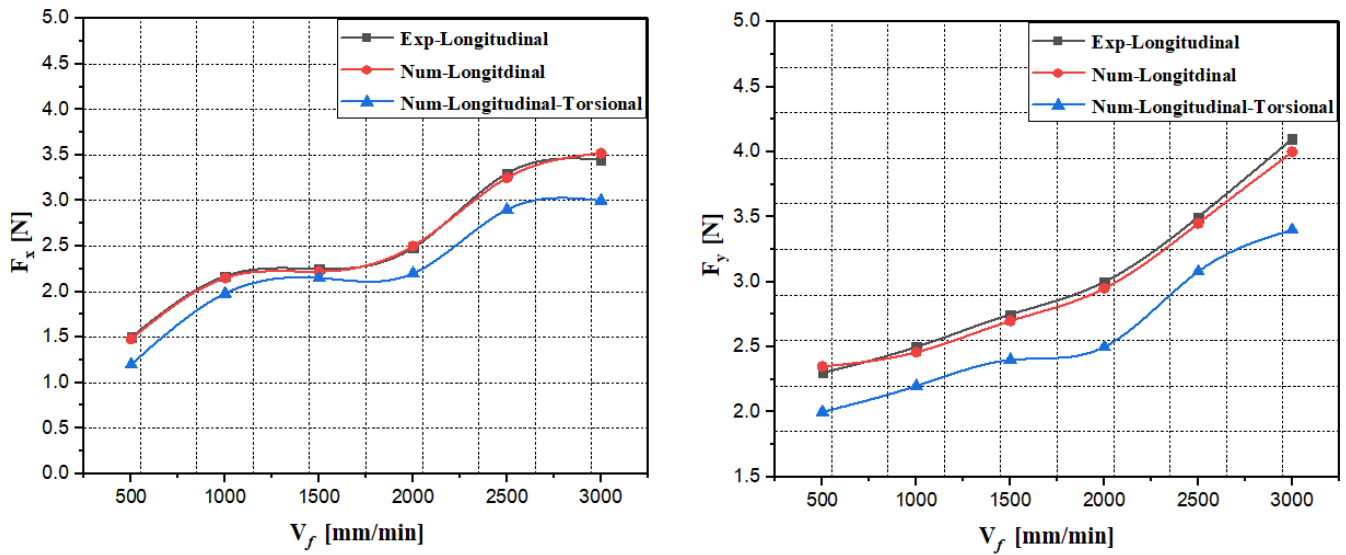 5.0
4.5
4.0
3.5
3.0
2.5
2.0
1.5
1.0
0.5
0.0
Fx [N]
500 1000 1500 2000 2500 3000
Vf [mm/min]
Exp-Longitudinal
Num-Longitdinal
Num-Longitudinal-Torsional
5.0
4.5
4.0
3.5
3.0
2.5
2.0
1.5
Fy [N]
500 1000 1500 2000 2500 3000
Vf [mm/min]
Exp-Longitudinal
Num-Longitdinal
Num-Longitudinal-Torsional